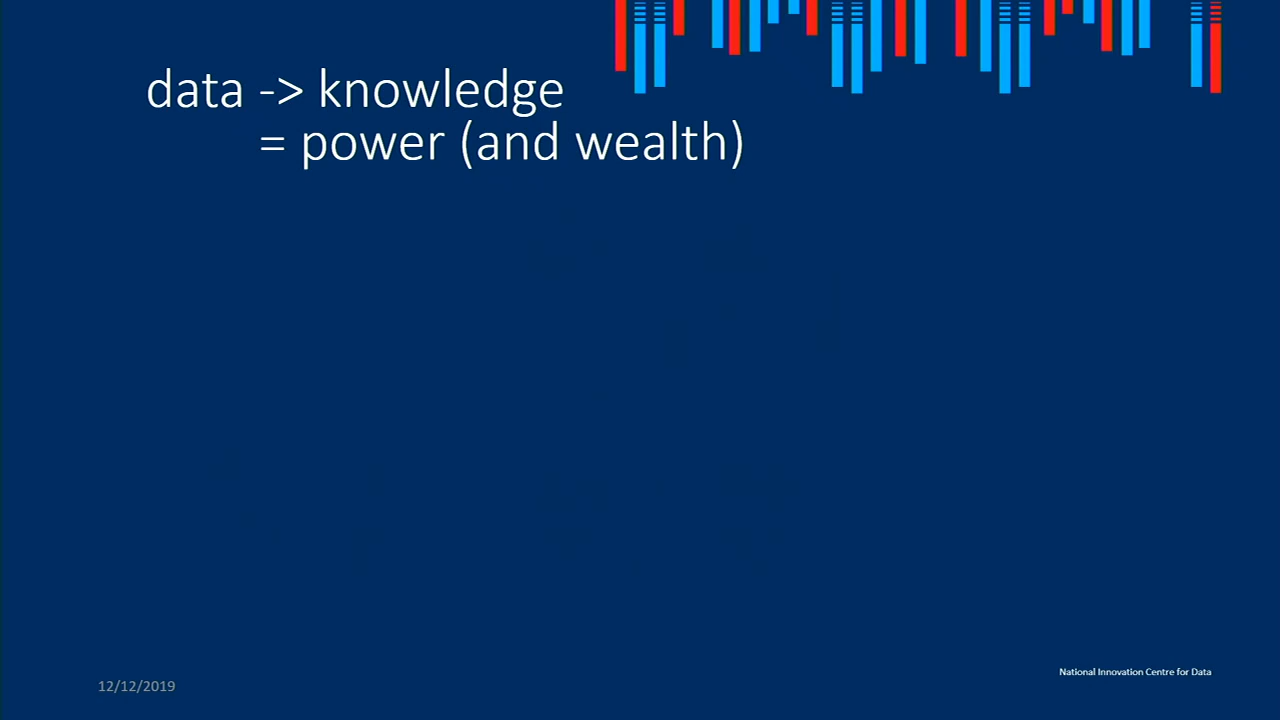 data -> knowledge
= power (and wealth)
12/12/2019
National Innovation Centre for Data